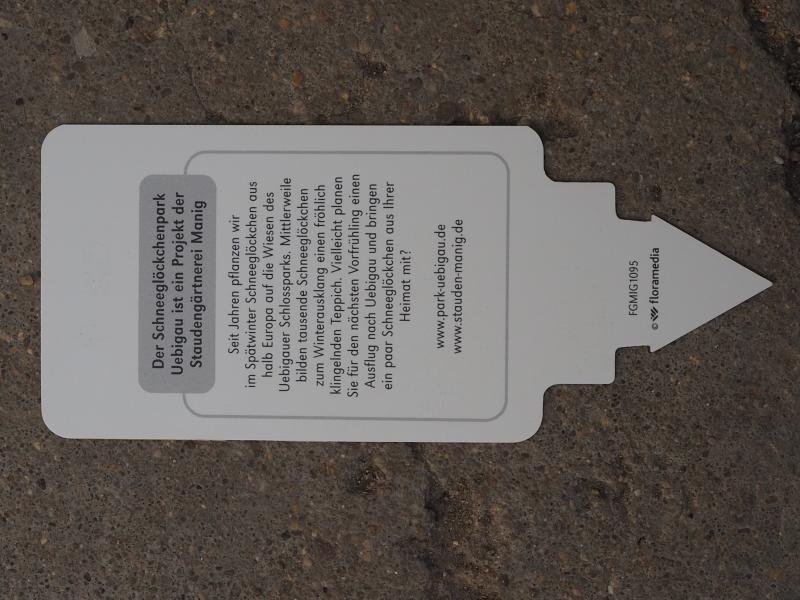 Der Schneeglöckchenpark
Uebigau ist ein Projekt der
Staudengärtnerei Manig
Seit Jahren pflanzen wir
im Spätwinter Schneeglöckchen aus
halb Europa auf die Wiesen des
Uebigauer Schlossparks. Mittlerweile
bilden tausende Schneeglöckchen
zum Winterausklang einen fröhlich
klingelnden Teppich. Vielleicht planen
Sie für den nächsten Vorfrühling einen
Ausflug nach Uebigau und bringen
ein paar Schneeglöckchen aus Ihrer
Heimat mit?
www.park-uebigau.de
www.stauden-manig.de
FGMIG1095
© floramedia